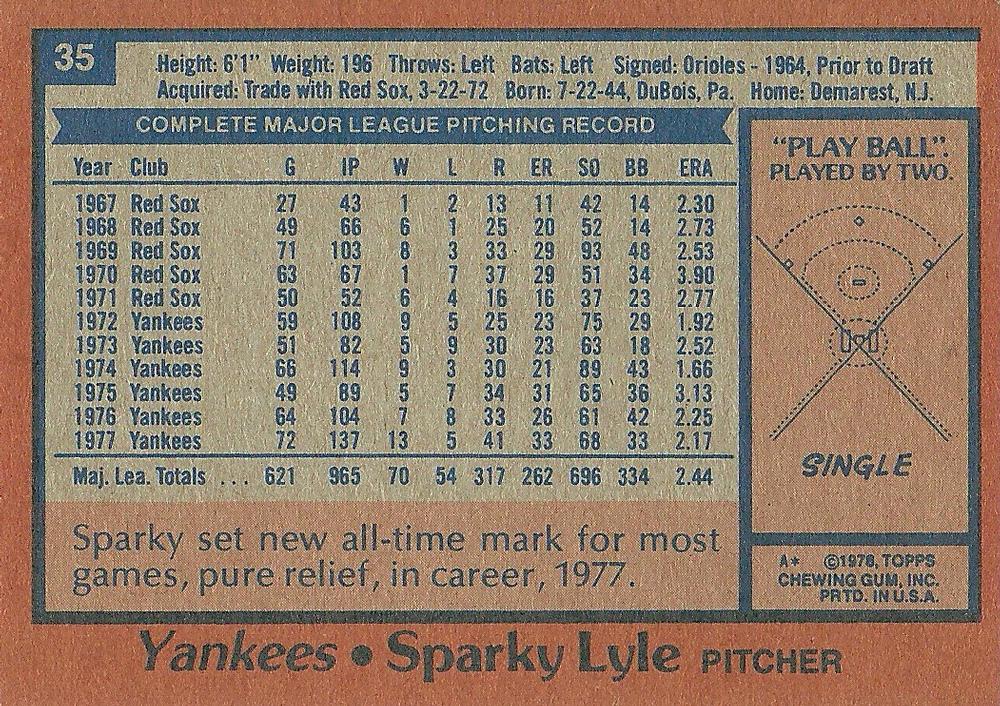 35
Height: 6'1" Weight: 196 Throws: Left Bats: Left Signed: Orioles - 1964, Prior to Draft
Acquired: Trade with Red Sox, 3-22-72 Born: 7-22-44, DuBois, Pa. Home: Demarest, N.J.
COMPLETE MAJOR LEAGUE PITCHING RECORD
Year Club G IP W L R ER SO BB ERA
1967 Red Sox 27 43 1 2 13 11 42 14 2.30
1968 Red Sox 49 66 6 1 25 20 52 14 2.73
1969 Red Sox 71 103 8 3 33 29 93 48 2.53
1970 Red Sox 63 67 1 7 37 29 51 34 3.90
1971 Red Sox 50 52 6 4 16 16 37 23 2.77
1972 Yankees 59 108 9 5 25 23 75 29 1.92
1973 Yankees 51 82 5 9 30 23 63 18 2.52
1974 Yankees 66 114 9 3 30 21 89 43 1.66
1975 Yankees 49 89 5 7 34 31 65 36 3.13
1976 Yankees 64 104 7 8 33 26 61 42 2.25
1977 Yankees 72 137 13 5 41 33 68 33 2.17
Maj. Lea. Totals ... 621 965 70 54 317 262 696 334 2.44
Sparky set new all-time mark for most
games, pure relief, in career, 1977.
"PLAY BALL".
PLAYED BY TWO.
SINGLE
A* ©1978, TOPPS
CHEWING GUM, INC.
PRTD. IN U.S.A.
Yankees • Sparky Lyle PITCHER